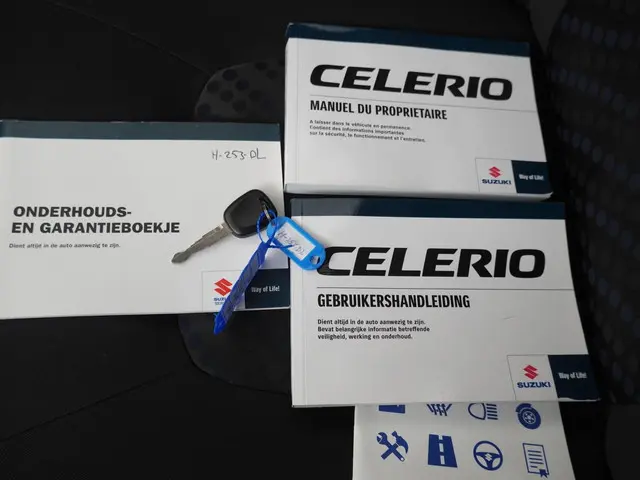 CELERIO
MANUEL DU PROPRIETAIRE
A laisser dans le véhicule en permanence.
Contient des informations importantes
sur la sécurité, le fonctionnement et l'entretien.
SUZUKI
Way of Life!
H-253-DL
ONDERHOUDS-
EN GARANTIEBOEKJE
Dient altijd in de auto aanwezig te zijn.
Way of Life!
CELERIO
GEBRUIKERSHANDLEIDING
Dient altijd in de auto aanwezig te zijn.
Bevat belangrijke informatie betreffende
veiligheid, werking en onderhoud.
SUZUKI
Way of Life!